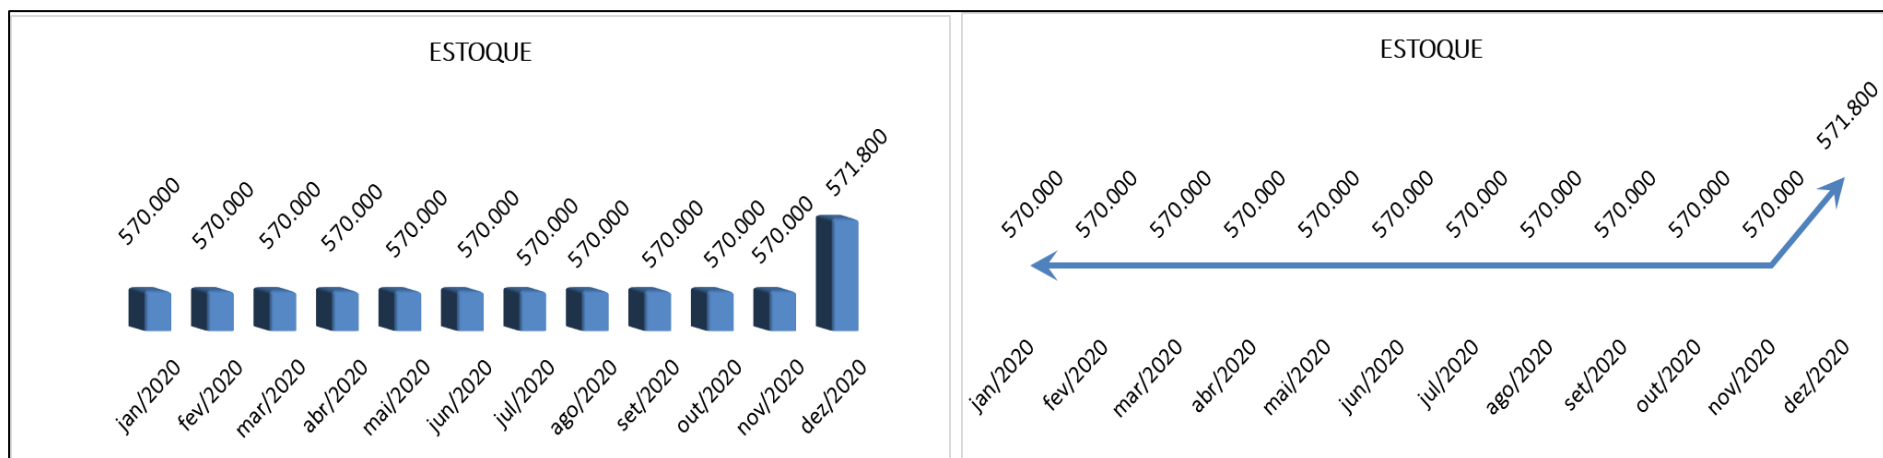 ESTOQUE
570.000
570.000
570.000
570.000
570.000
570.000
570.000
570.000
570.000
570.000
570.000
571.800
jan/2020
fev/2020
mar/2020
abr/2020
mai/2020
jun/2020
jul/2020
ago/2020
set/2020
out/2020
nov/2020
dez/2020
ESTOQUE
570.000
570.000
570.000
570.000
570.000
570.000
570.000
570.000
570.000
570.000
570.000
571.800
jan/2020
fev/2020
mar/2020
abr/2020
mai/2020
jun/2020
jul/2020
ago/2020
set/2020
out/2020
nov/2020
dez/2020